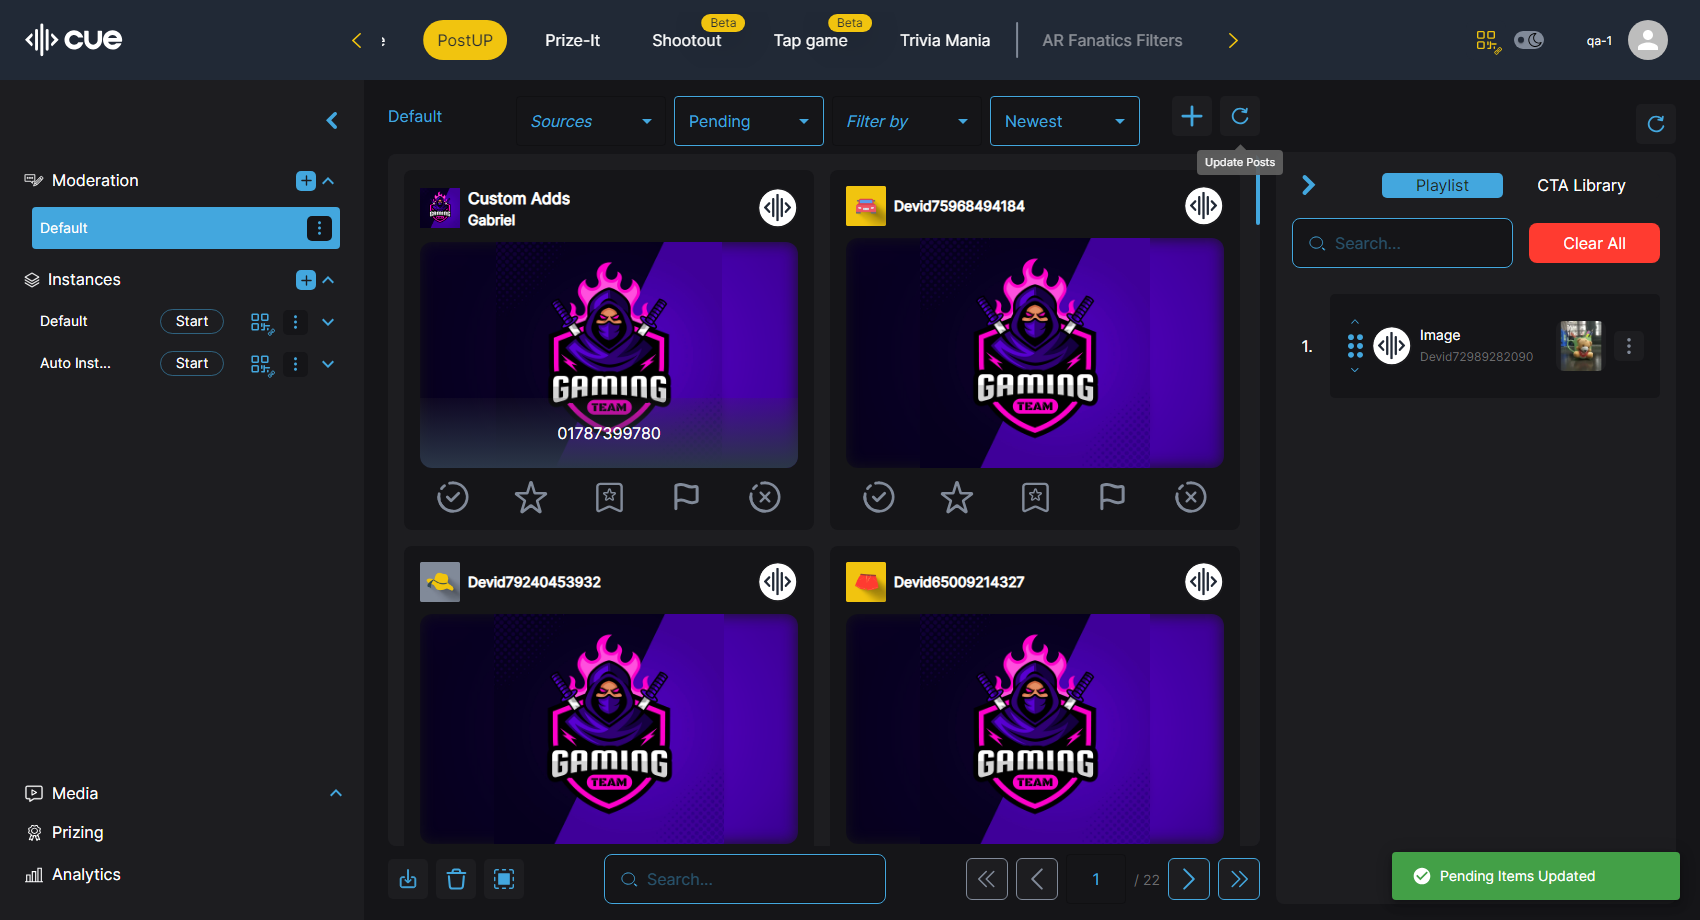 cue
e
PostUP
Prize-It
Shootout
Beta
Tap game
Beta
Trivia Mania
AR Fanatics Filters
qa-1
Default
Sources
Pending
Filter by
Newest
Update Posts
Moderation
Default
Instances
Default
Start
Auto Inst...
Start
Media
Prizing
Analytics
Custom Adds
Gabriel
GAMING
TEAM
01787399780
Devid75968494184
GAMING
TEAM
Devid79240453932
GAMING
TEAM
Devid65009214327
GAMING
TEAM
Search...
1
/ 22
Playlist
CTA Library
Search...
Clear All
1.
Image
Devid72989282090
Pending Items Updated